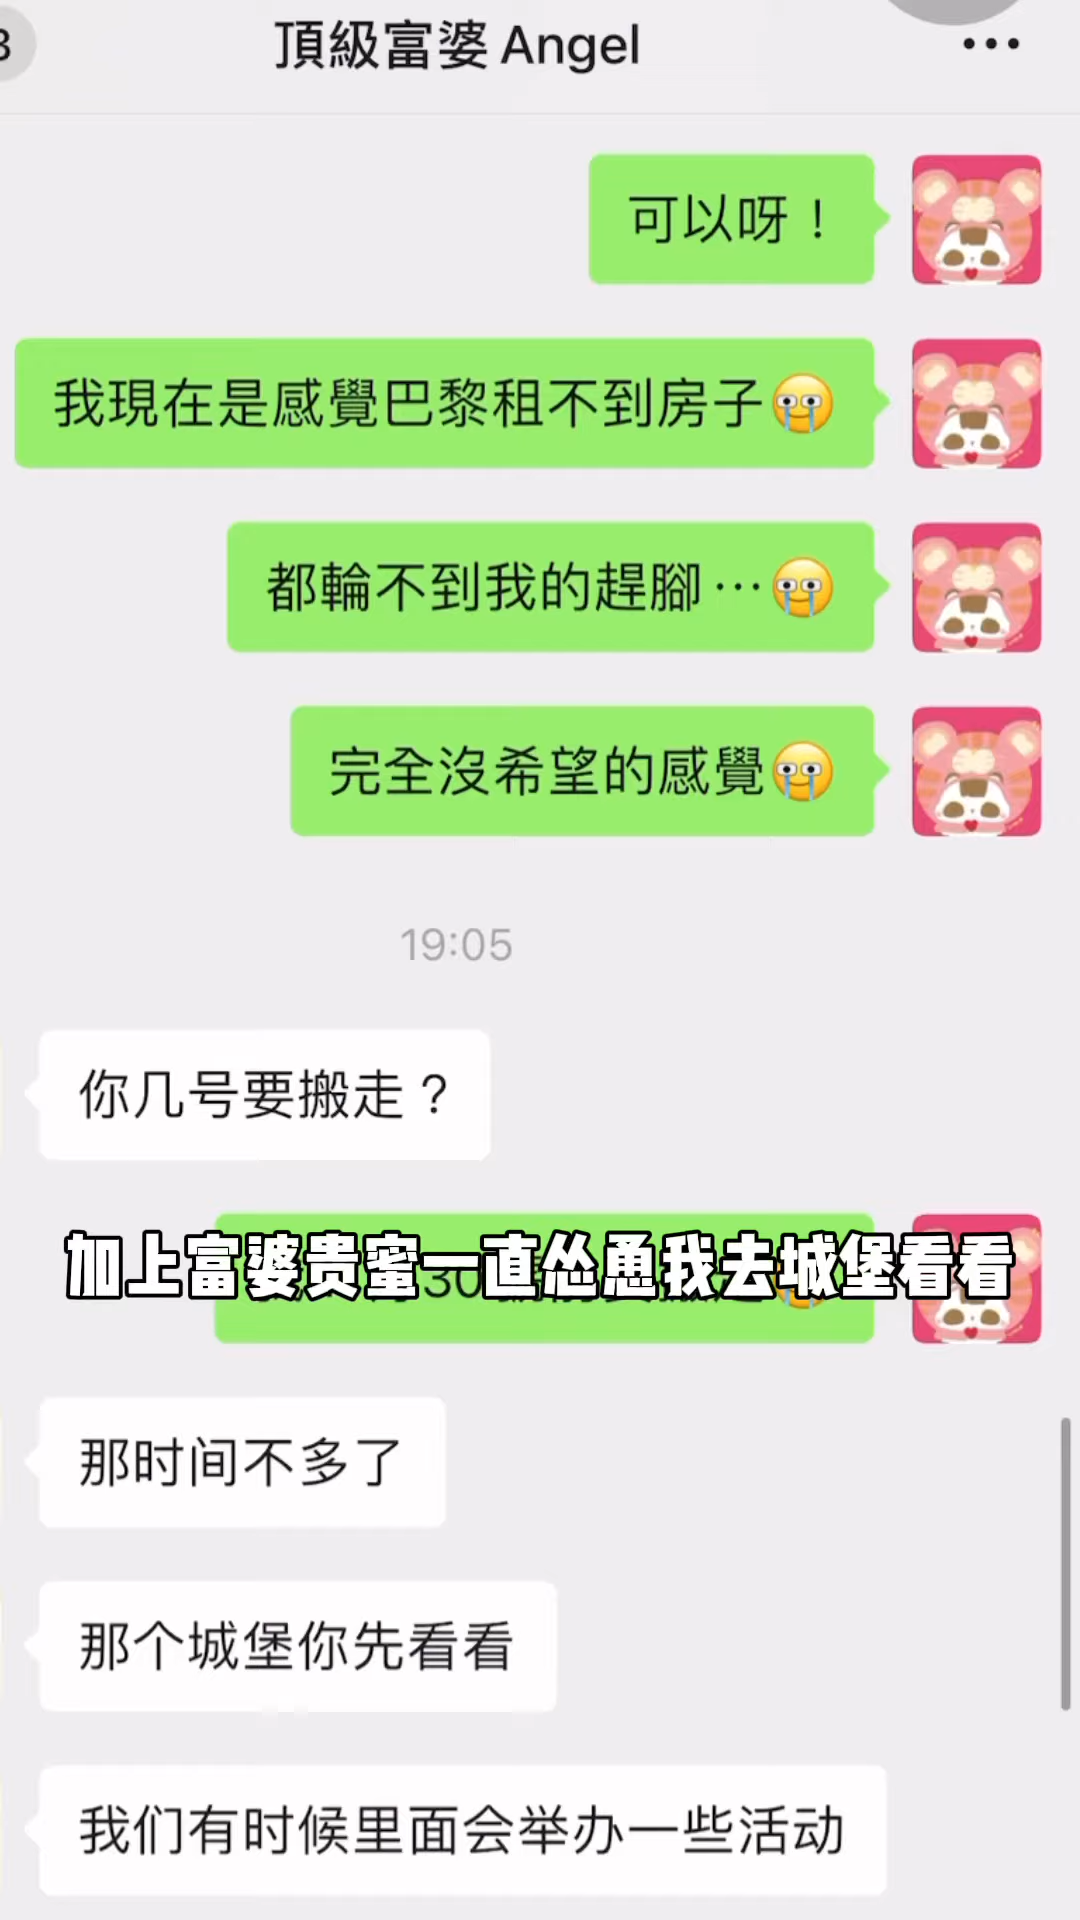 3
頂級富婆 Angel
可以呀！
我現在是感覺巴黎租不到房子
都輪不到我的趕腳…
完全沒希望的感覺
19:05
你几号要搬走？
加上富婆贵蜜一直怂恿我去城堡看看
30
那时间不多了
那个城堡你先看看
我们有时候里面会举办一些活动